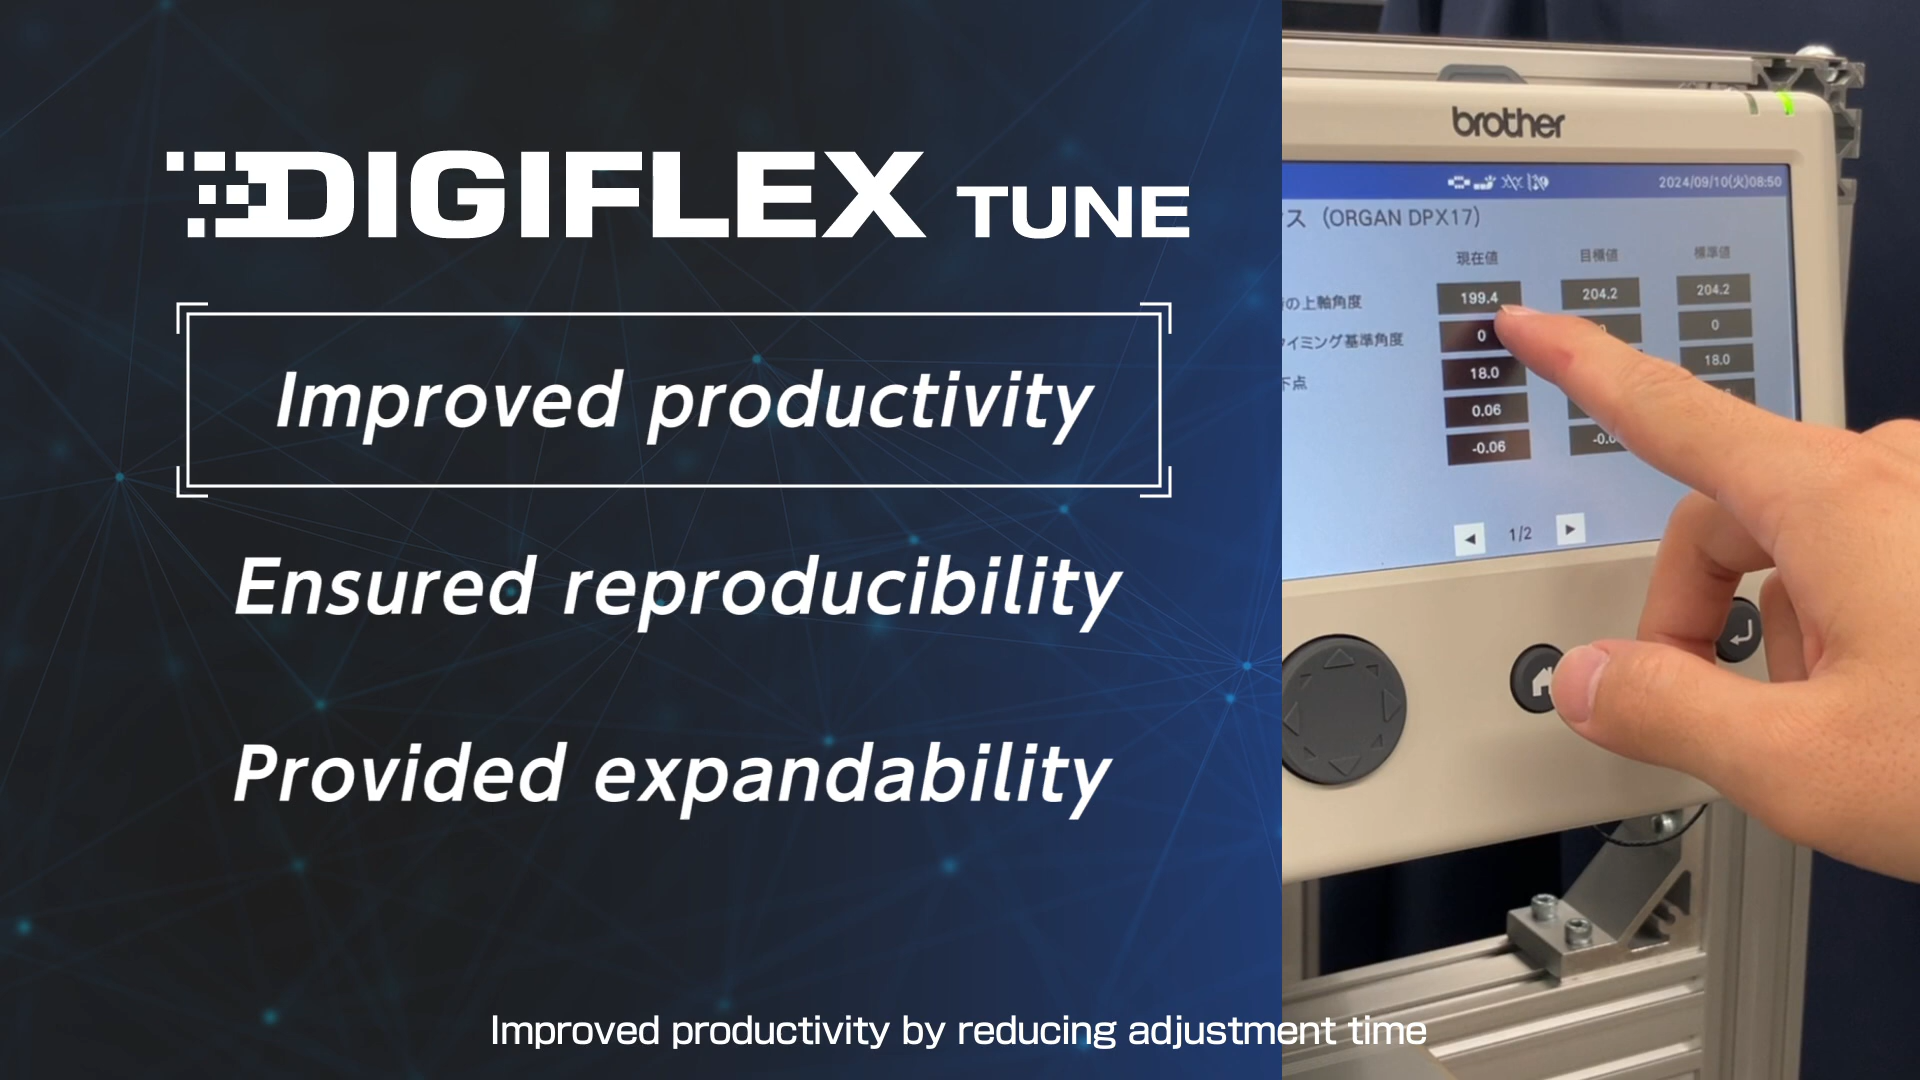 DIGIFLEX TUNE
Improved productivity
Ensured reproducibility
Provided expandability
brother
2024/09/10(火)08:50
ス (ORGAN DPX17)
現在値 目標値 標準値
の上軸角度 199.4 204.2 204.2
イミング基準角度 0 0 0
下点 18.0 18.0
0.06
-0.06
1/2
Improved productivity by reducing adjustment time